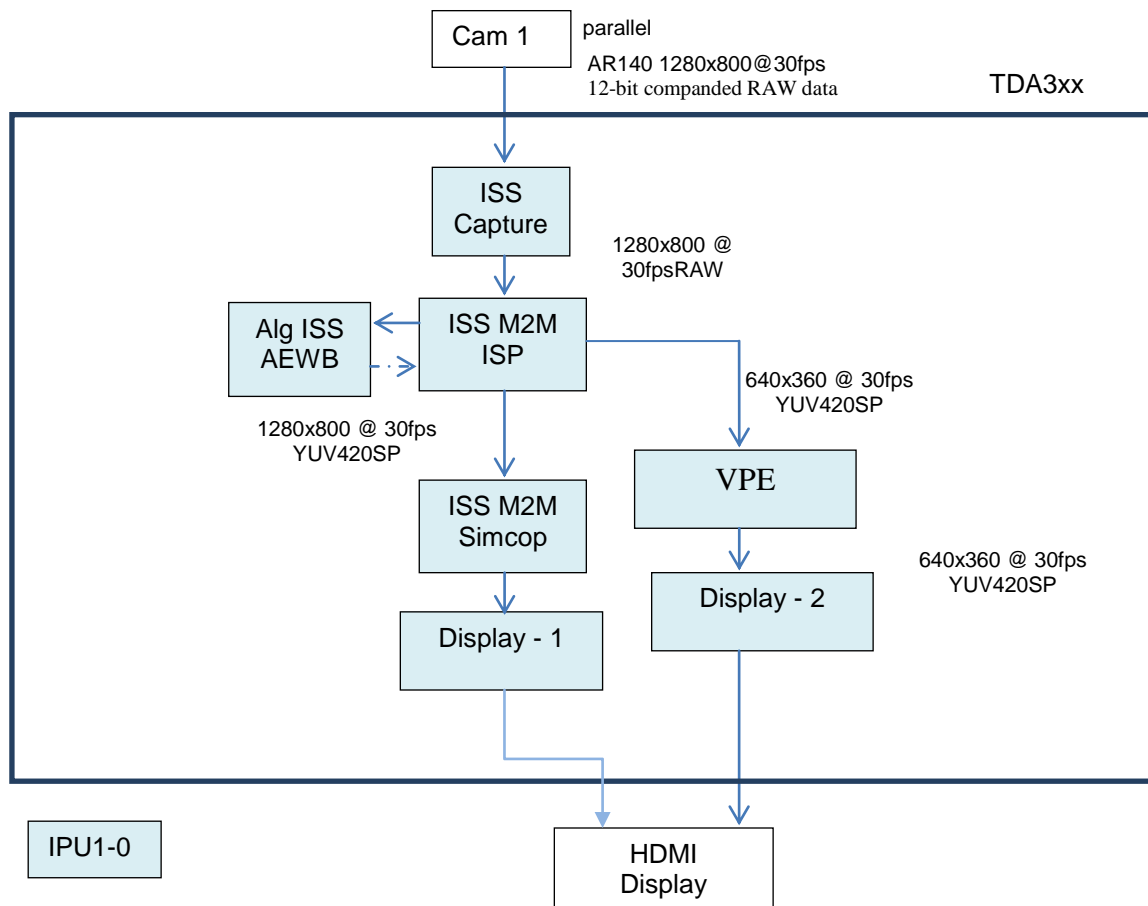 Cam 1
parallel
AR140 1280x800@30fps
12-bit companded RAW data
TDA3xx
ISS
Capture
1280x800 @
30fpsRAW
Alg ISS
AEWB
ISS M2M
ISP
640x360 @ 30fps
YUV420SP
1280x800 @ 30fps
YUV420SP
VPE
ISS M2M
Simcop
640x360 @ 30fps
YUV420SP
Display - 2
Display - 1
IPU1-0
HDMI
Display